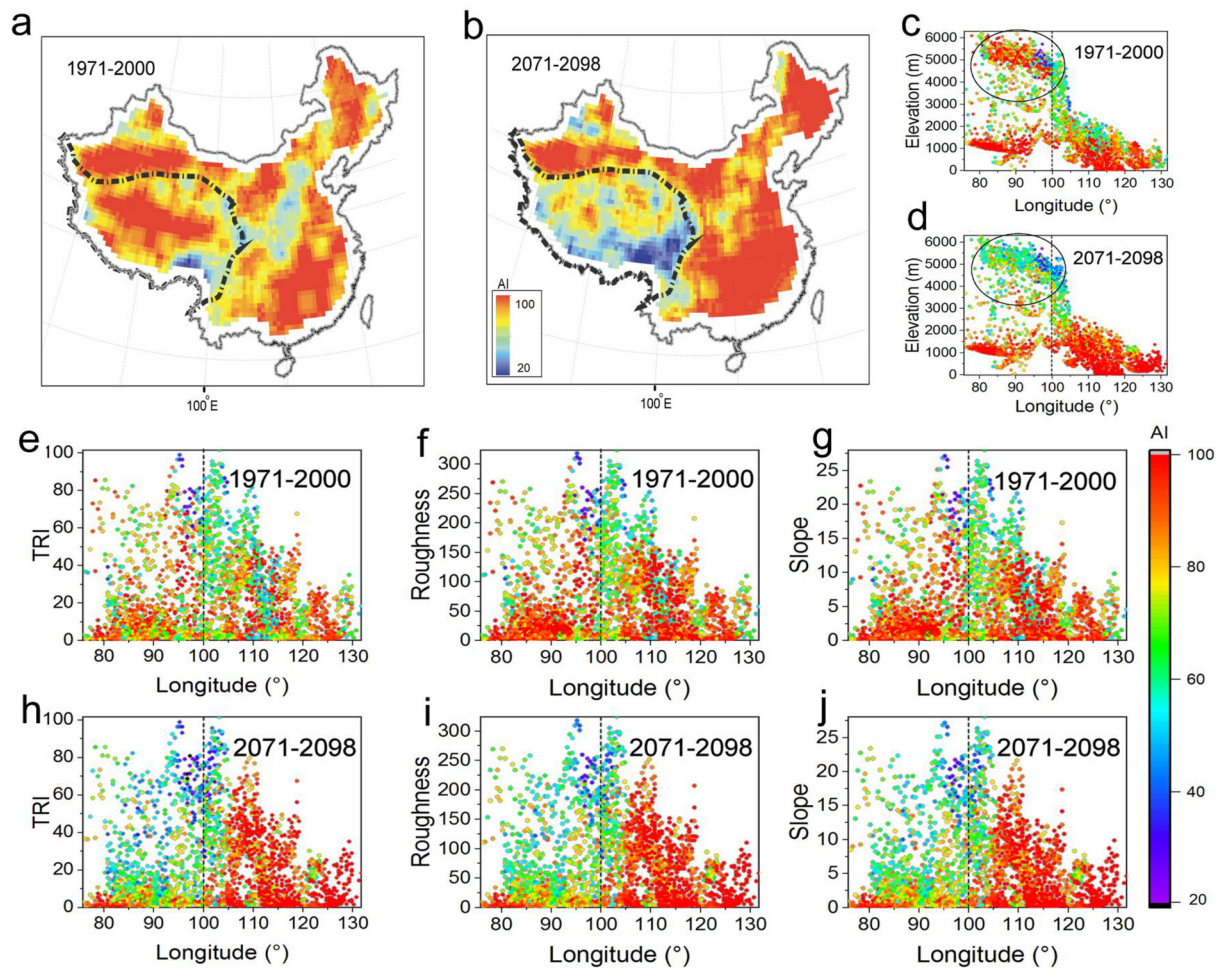 a
1971-2000
100°E
b
2071-2098
AI
100
20
100°E
c
1971-2000
Elevation (m)
6000
5000
4000
3000
2000
1000
0
80 90 100 110 120 130
Longitude (°)
d
2071-2098
Elevation (m)
6000
5000
4000
3000
2000
1000
0
80 90 100 110 120 130
Longitude (°)
e
1971-2000
TRI
100
80
60
40
20
0
80 90 100 110 120 130
Longitude (°)
f
1971-2000
Roughness
300
250
200
150
100
50
0
80 90 100 110 120 130
Longitude (°)
g
1971-2000
Slope
25
20
15
10
5
0
80 90 100 110 120 130
Longitude (°)
h
2071-2098
TRI
100
80
60
40
20
0
80 90 100 110 120 130
Longitude (°)
i
2071-2098
Roughness
300
250
200
150
100
50
0
80 90 100 110 120 130
Longitude (°)
j
2071-2098
Slope
25
20
15
10
5
0
80 90 100 110 120 130
Longitude (°)
AI
100
80
60
40
20